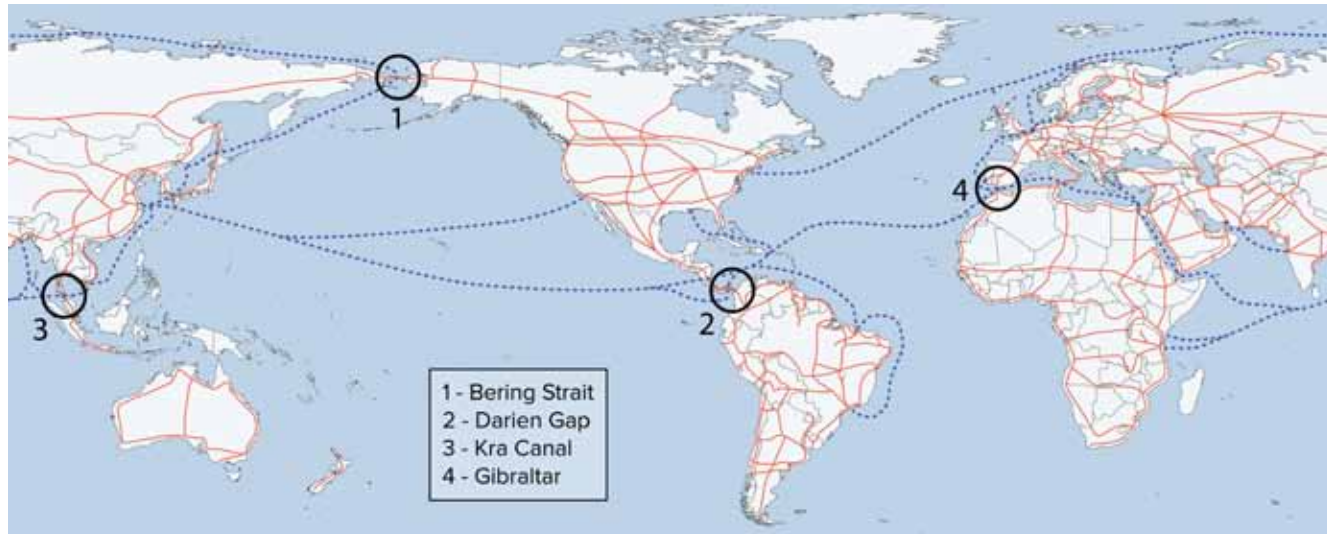 1
4
3
2
1 - Bering Strait
2 - Darien Gap
3 - Kra Canal
4 - Gibraltar